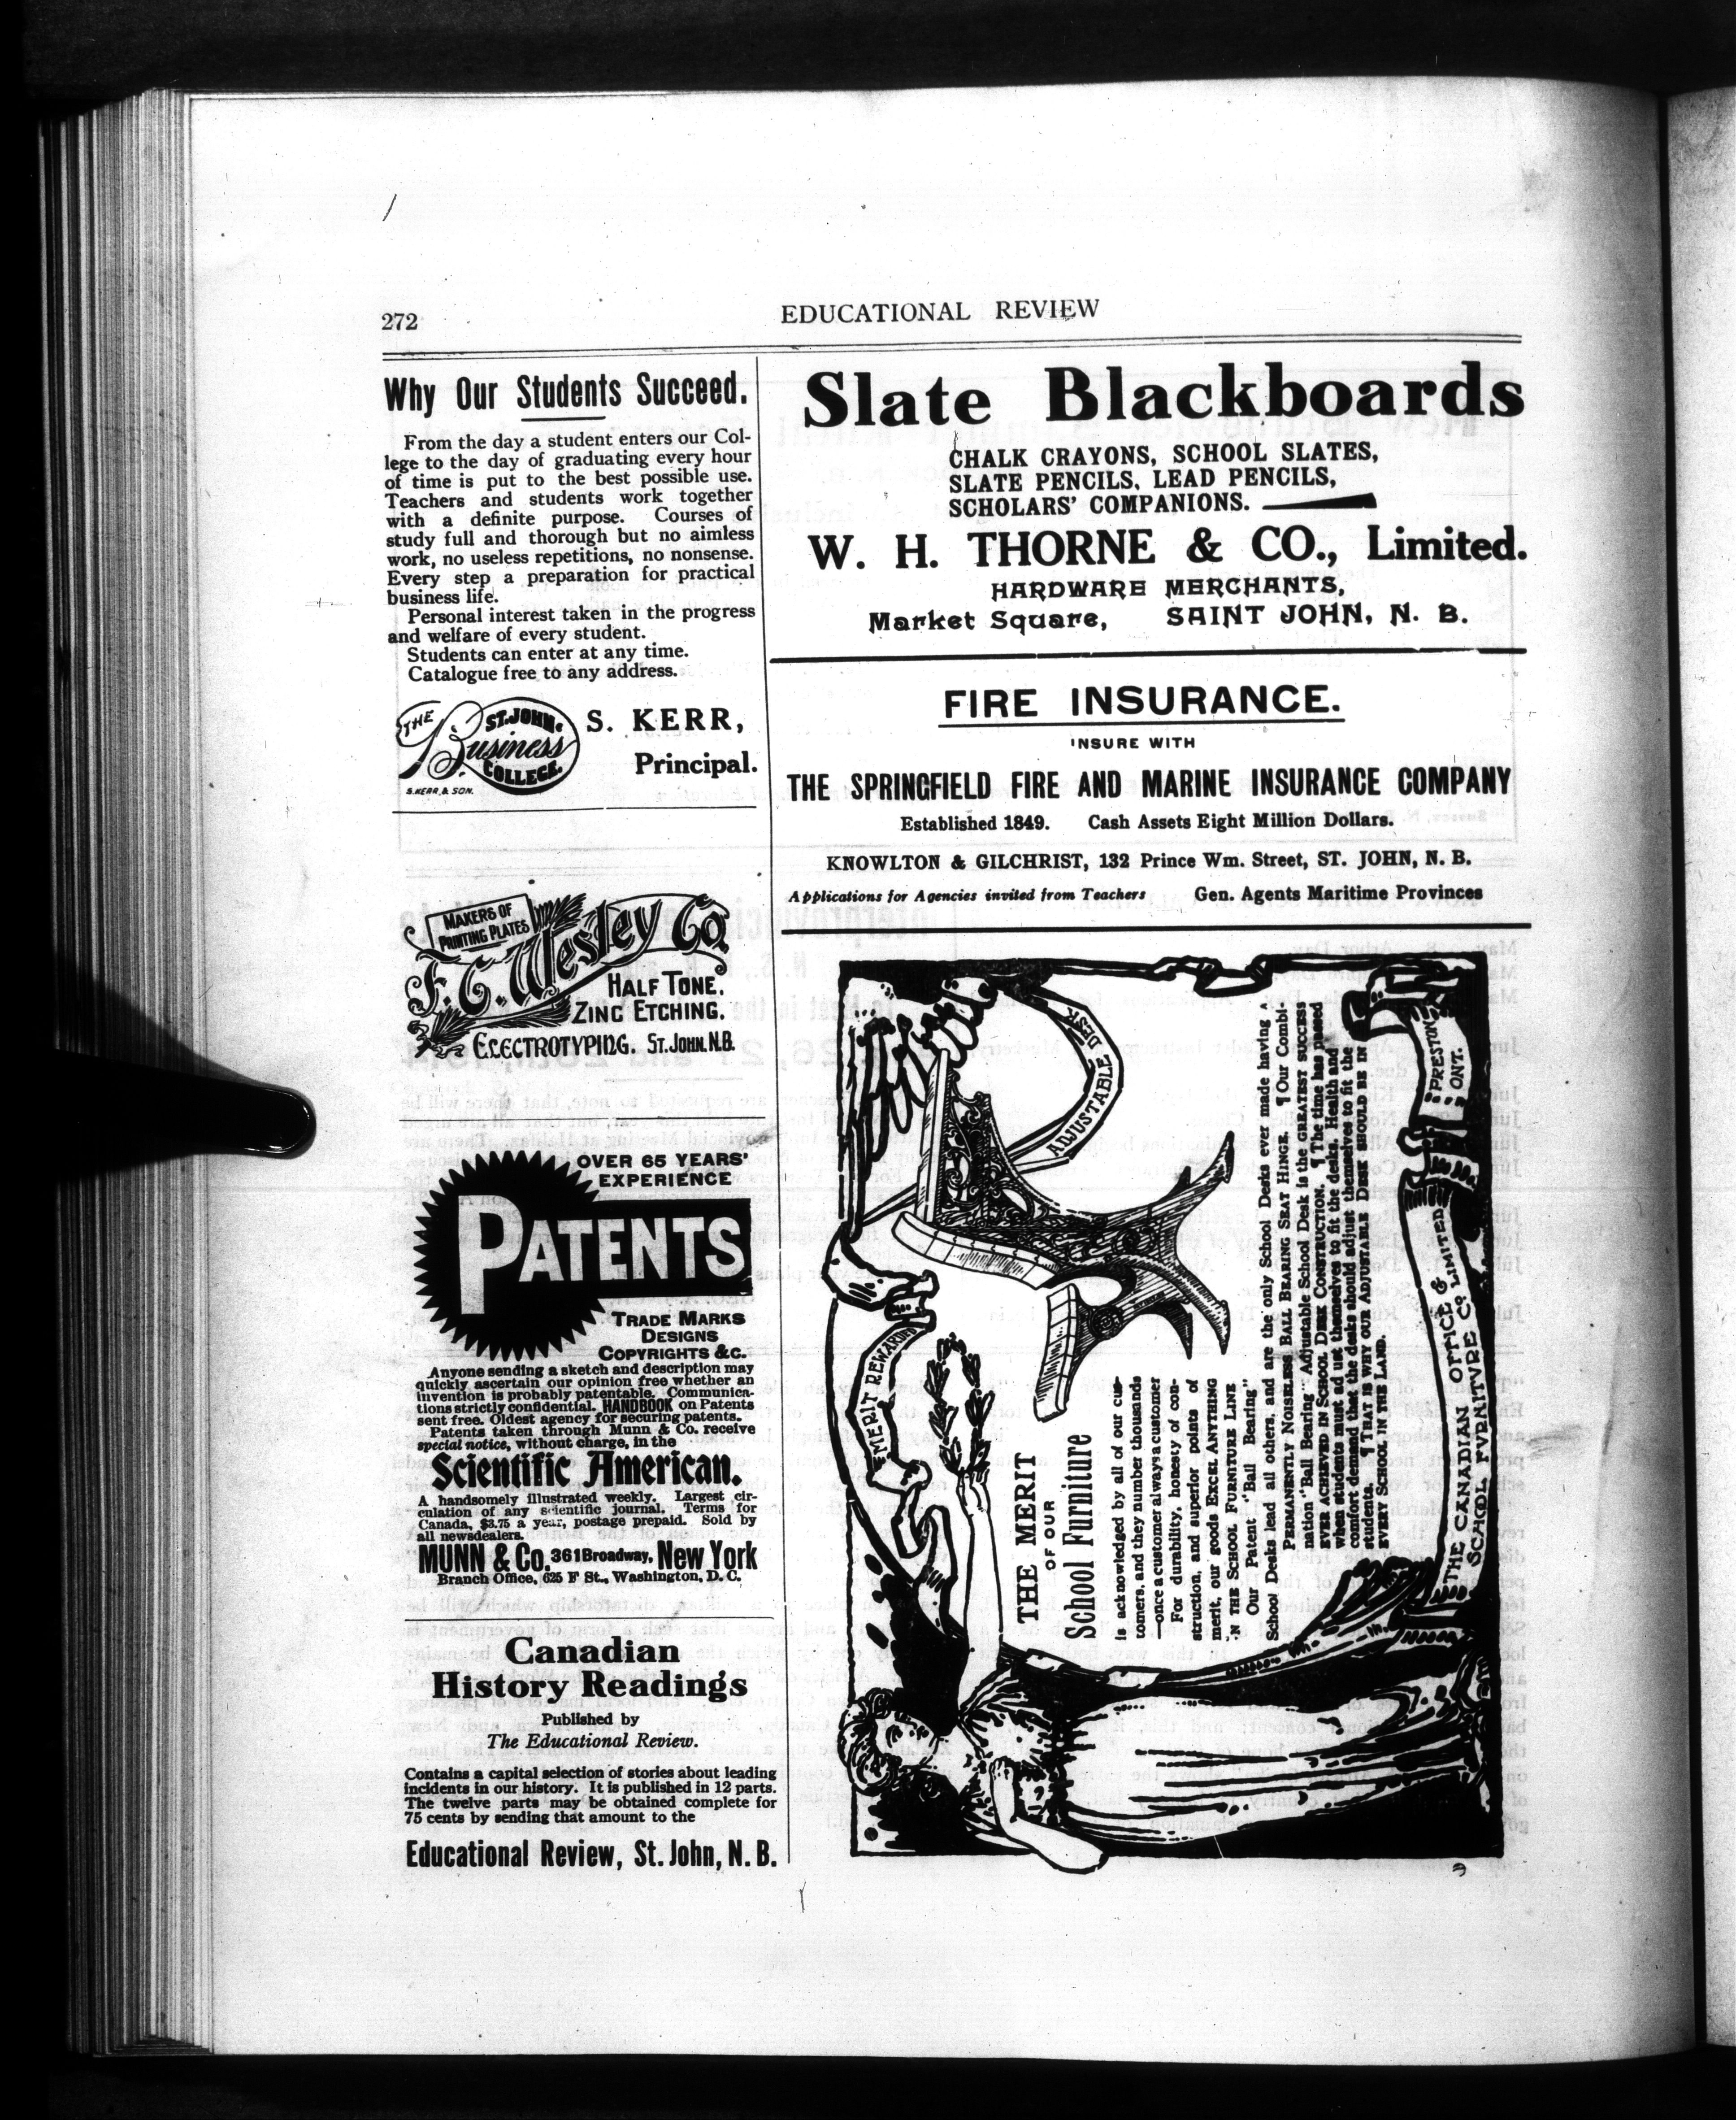 272
EDUCATIONAL REVIEW
Why Our Students Succeed.
From the day a student enters our Col-
lege to the day of graduating every hour
of time is put to the best possible use.
Teachers and students work together
with a definite purpose. Courses of
study full and thorough but no aimless
work, no useless repetitions, no nonsense.
Every step a preparation for practical
business life.
Personal interest taken in the progress
and welfare of every student.
Students can enter at any time.
Catalogue free to any address.
THE
ST. JOHN
Business
COLLEGE.
S. KERR & SON.
S. KERR,
Principal.
MAKERS OF
PRINTING PLATES
F. C. Wesley Co
HALF TONE.
ZINC ETCHING.
ELECTROTYPING. ST. JOHN. N.B.
OVER 65 YEARS'
EXPERIENCE
PATENTS
TRADE MARKS
DESIGNS
COPYRIGHTS &C.
Anyone sending a sketch and description may
quickly ascertain our opinion free whether an
invention is probably patentable. Communica-
tions strictly confidential. HANDBOOK on Patents
sent free. Oldest agency for securing patents.
Patents taken through Munn & Co. receive
special notice, without charge, in the
Scientific American.
A handsomely illustrated weekly. Largest cir-
culation of any scientific journal. Terms for
Canada, $3.75 a year, postage prepaid. Sold by
all newsdealers.
MUNN & Co. 361 Broadway, New York
Branch Office, 625 F St., Washington, D. C.
Canadian
History Readings
Published by
The Educational Review.
Contains a capital selection of stories about leading
incidents in our history. It is published in 12 parts.
The twelve parts may be obtained complete for
75 cents by sending that amount to the
Educational Review, St. John, N. B.
Slate Blackboards
CHALK CRAYONS, SCHOOL SLATES,
SLATE PENCILS, LEAD PENCILS,
SCHOLARS' COMPANIONS.
W. H. THORNE & CO., Limited.
HARDWARE MERCHANTS,
Market Square, SAINT JOHN, N. B.
FIRE INSURANCE.
INSURE WITH
THE SPRINGFIELD FIRE AND MARINE INSURANCE COMPANY
Established 1849. Cash Assets Eight Million Dollars.
KNOWLTON & GILCHRIST, 132 Prince Wm. Street, ST. JOHN, N. B.
Applications for Agencies invited from Teachers Gen. Agents Maritime Provinces
MERIT REWARDED
ADJUSTABLE DESK
THE MERIT
OF OUR
School Furniture
is acknowledged by all of our cus-
tomers, and they number thousands
—once a customer always a customer
For durability, honesty of con-
struction, and superior points of
merit, our goods EXCEL ANYTHING
IN THE SCHOOL FURNITURE LINE
Our Patent "Ball Bearing"
School Desks lead all others, and are the only School Desks ever made having a
PERMANENTLY NOISELESS BALL BEARING SEAT HINGE. ¶ Our Combi-
nation "Ball Bearing" Adjustable School Desk is the GREATEST SUCCESS
EVER ACHIEVED IN SCHOOL DESK CONSTRUCTION. ¶ The time has passed
when students must adjust themselves to fit the desks. Health and
comfort demand that the desks should adjust themselves to fit the
students. ¶ THAT IS WHY OUR ADJUSTABLE DESK SHOULD BE IN
EVERY SCHOOL IN THE LAND.
THE CANADIAN OFFICE &
SCHOOL FVRNITVRE Co. LIMITED
PRESTON
ONT.